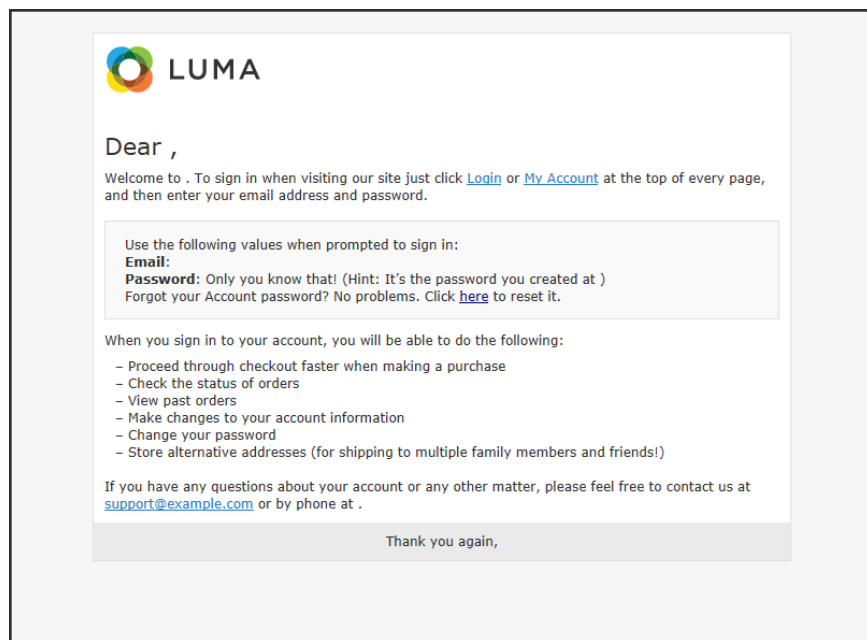 LUMA
Dear ,
Welcome to . To sign in when visiting our site just click Login or My Account at the top of every page,
and then enter your email address and password.
Use the following values when prompted to sign in:
Email:
Password: Only you know that! (Hint: It’s the password you created at )
Forgot your Account password? No problems. Click here to reset it.
When you sign in to your account, you will be able to do the following:
– Proceed through checkout faster when making a purchase
– Check the status of orders
– View past orders
– Make changes to your account information
– Change your password
– Store alternative addresses (for shipping to multiple family members and friends!)
If you have any questions about your account or any other matter, please feel free to contact us at
support@example.com or by phone at .
Thank you again,